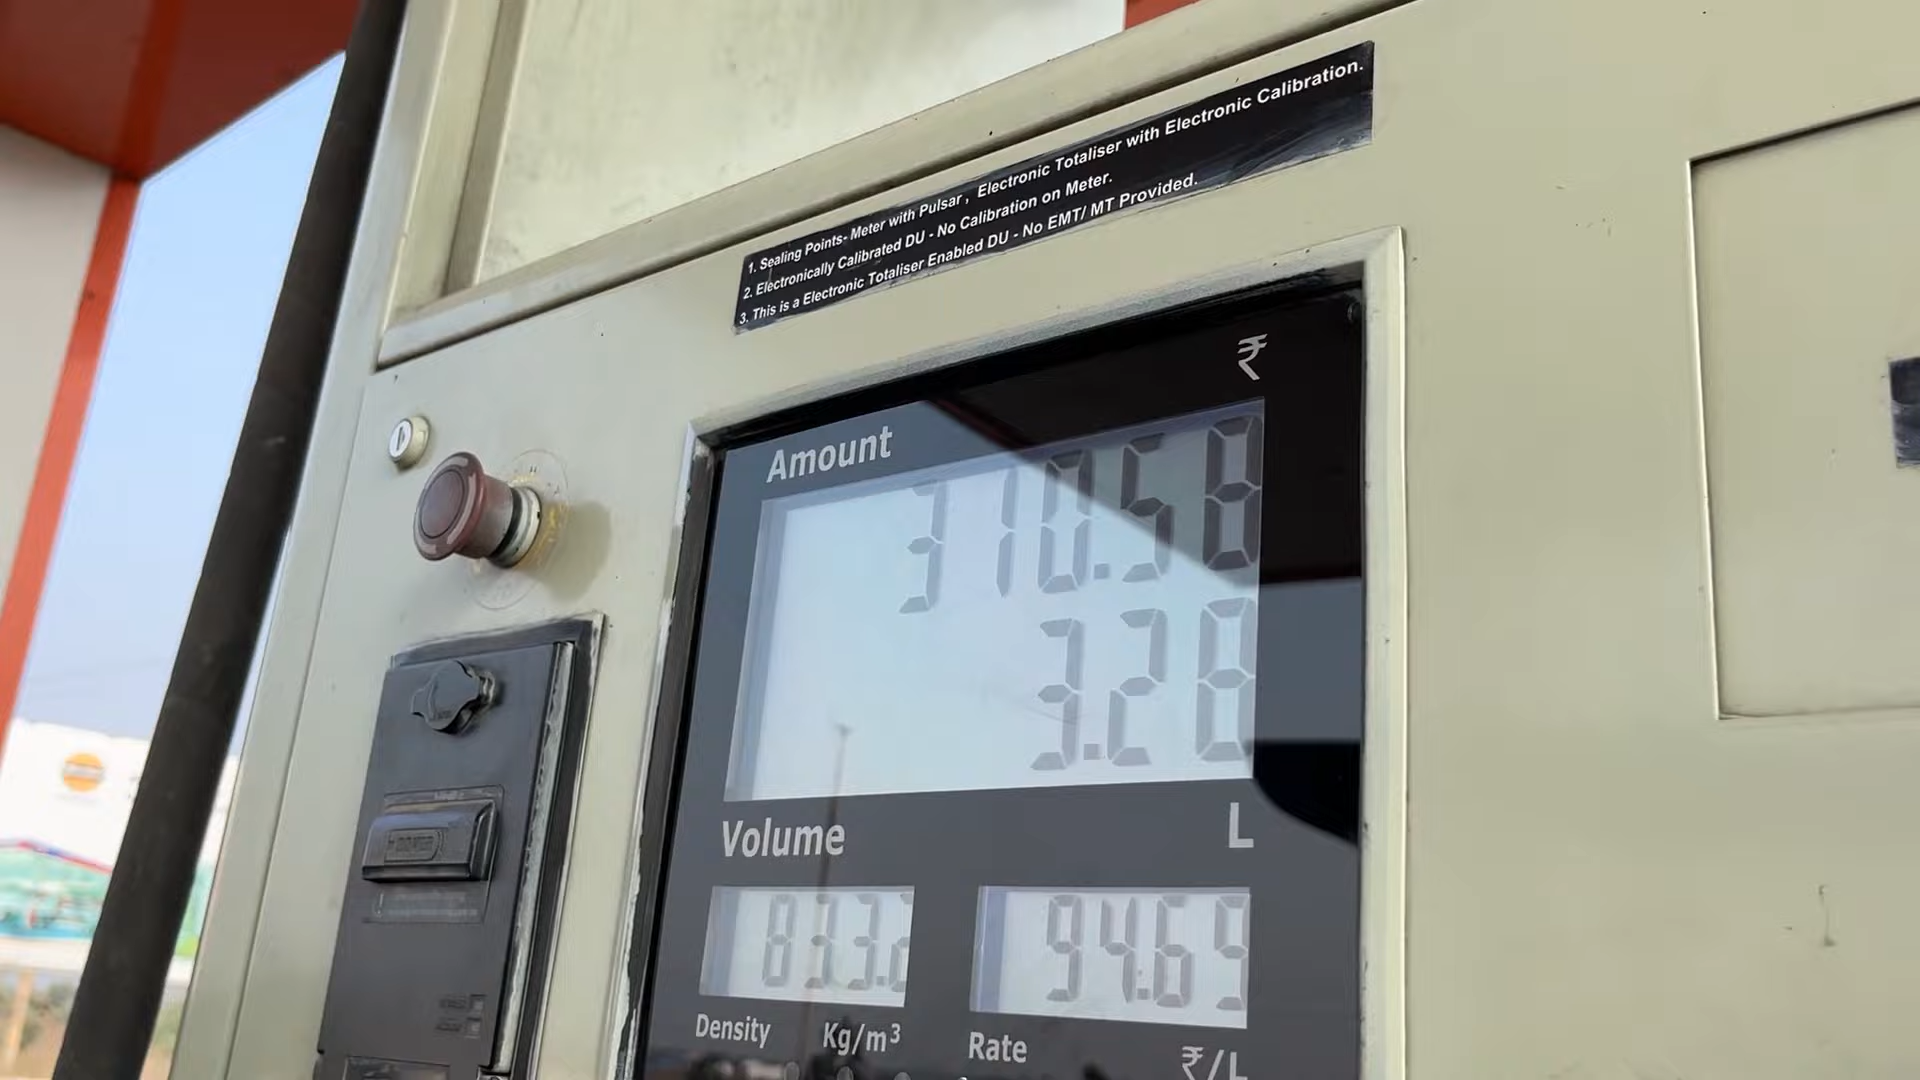 1. Sealing Points- Meter with Pulsar , Electronic Totaliser with Electronic Calibration.
2. Electronically Calibrated DU - No Calibration on Meter.
3. This is a Electronic Totaliser Enabled DU - No EMT/ MT Provided.
₹
Amount
310.58
3.28
Volume L
94.69
Density Kg/m³
Rate ₹/L